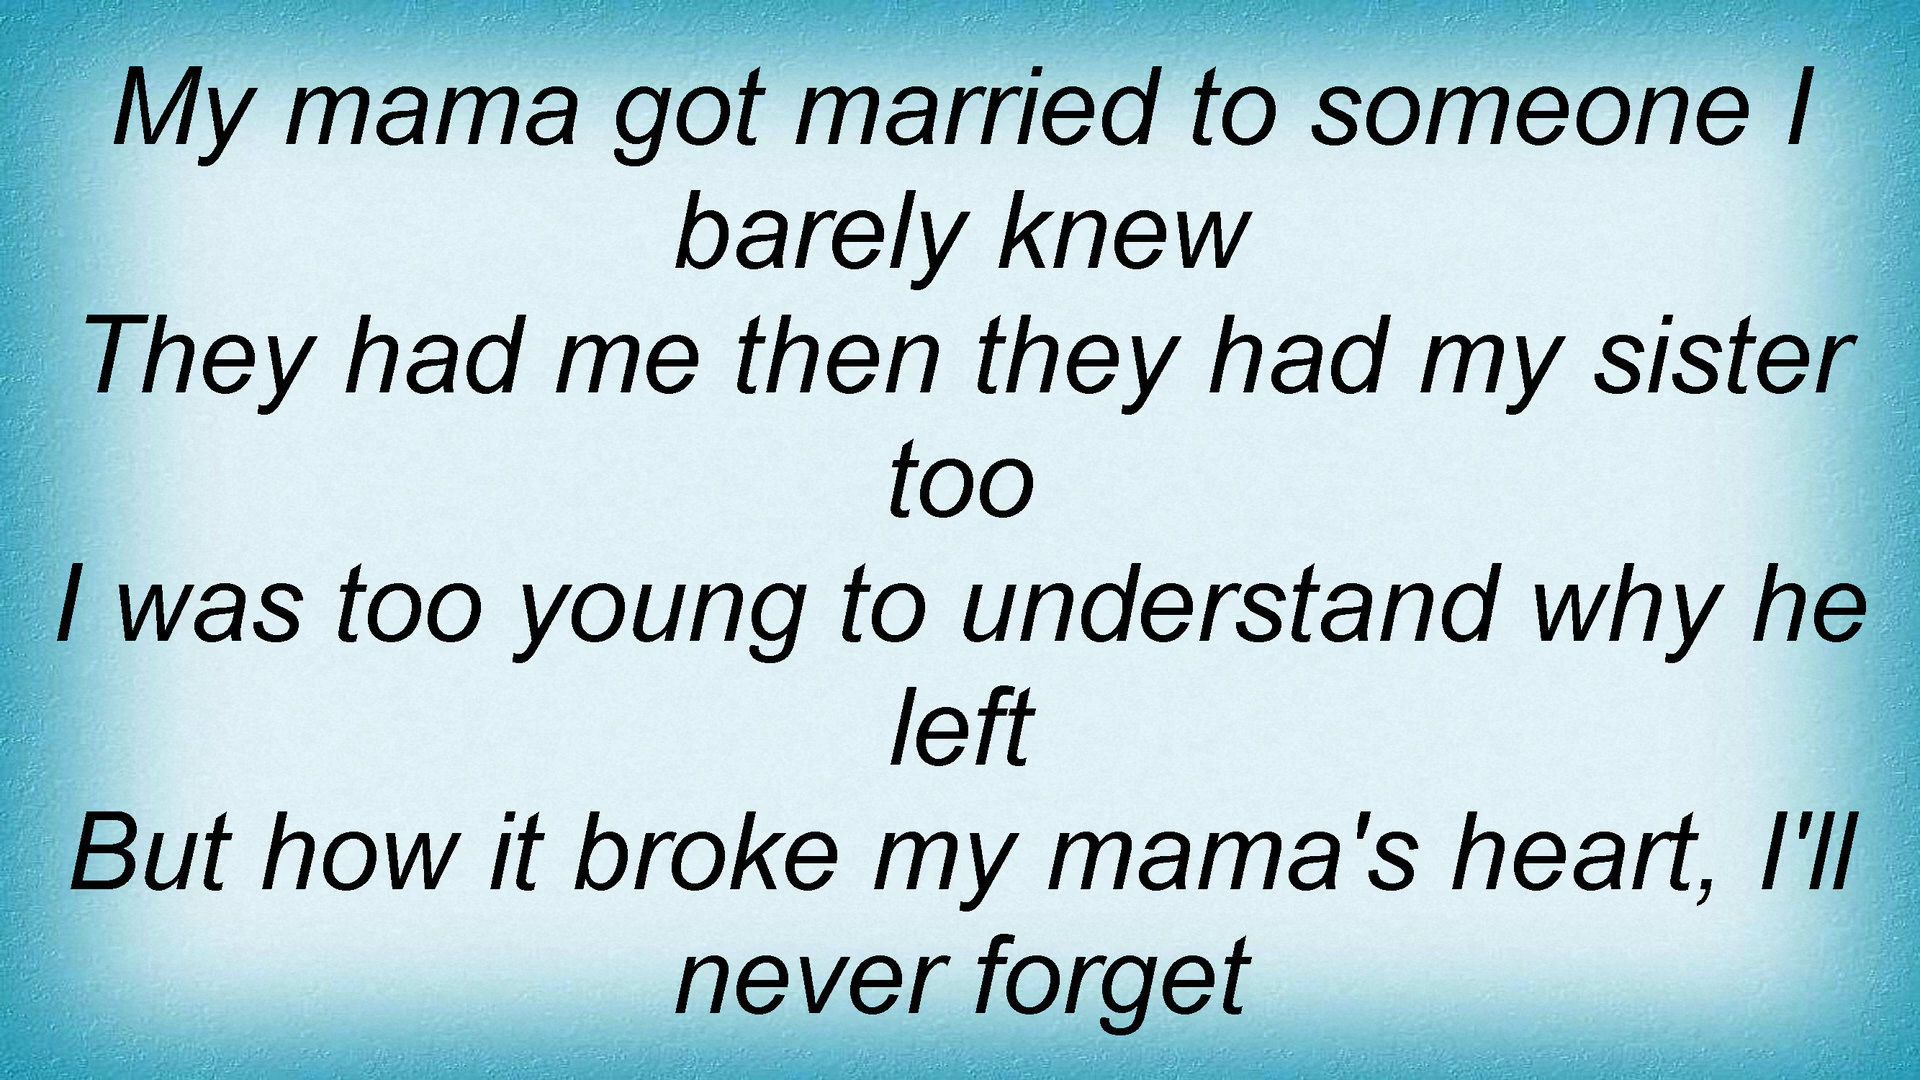 My mama got married to someone I
barely knew
They had me then they had my sister
too
I was too young to understand why he
left
But how it broke my mama's heart, I'll
never forget